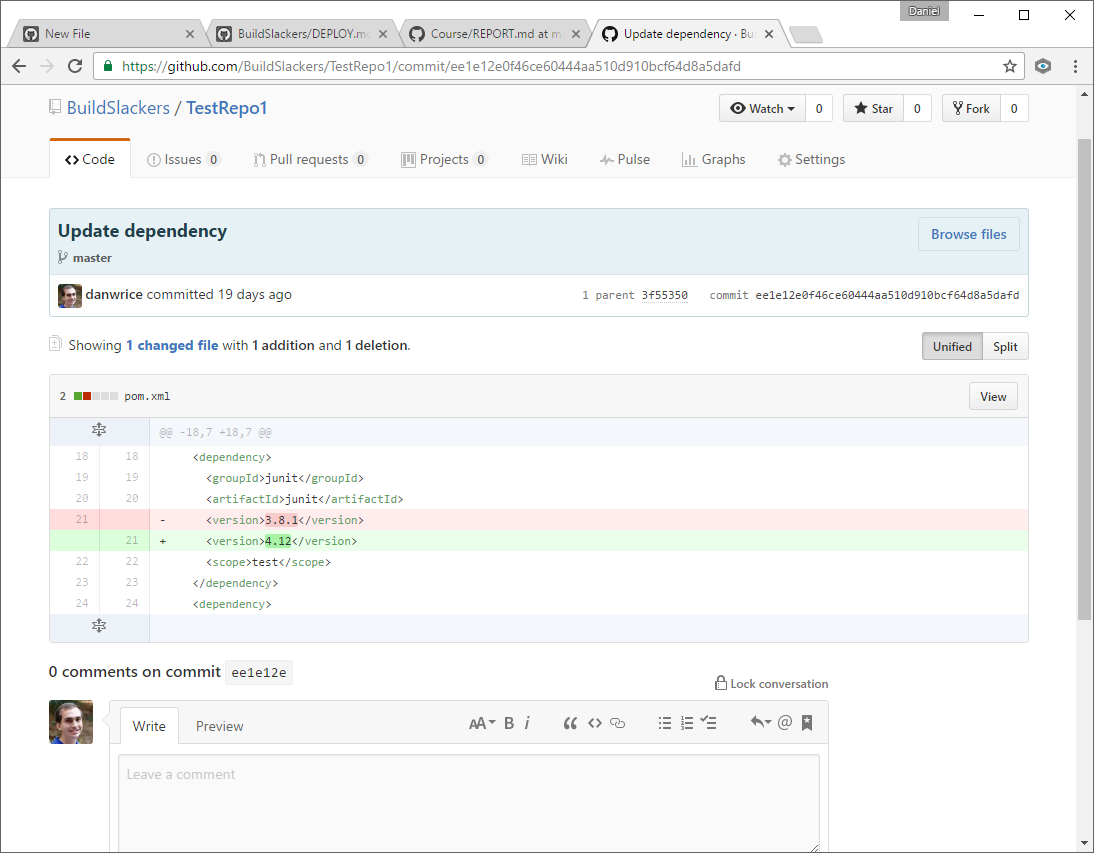 Daniel
New File
BuildSlackers/DEPLOY.m
Course/REPORT.md at m
Update dependency · Bu
https://github.com/BuildSlackers/TestRepo1/commit/ee1e12e0f46ce60444aa510d910bcf64d8a5dafd
BuildSlackers / TestRepo1
Watch 0 Star 0 Fork 0
Code Issues 0 Pull requests 0 Projects 0 Wiki Pulse Graphs Settings
Update dependency
Browse files
master
danwrice committed 19 days ago 1 parent 3f55350 commit ee1e12e0f46ce60444aa510d910bcf64d8a5dafd
Showing 1 changed file with 1 addition and 1 deletion.
Unified Split
2 pom.xml View
@@ -18,7 +18,7 @@
18 18 <dependency>
19 19 <groupId>junit</groupId>
20 20 <artifactId>junit</artifactId>
21 - <version>3.8.1</version>
21 + <version>4.12</version>
22 22 <scope>test</scope>
23 23 </dependency>
24 24 <dependency>
0 comments on commit ee1e12e
Lock conversation
Write Preview AA B i
Leave a comment